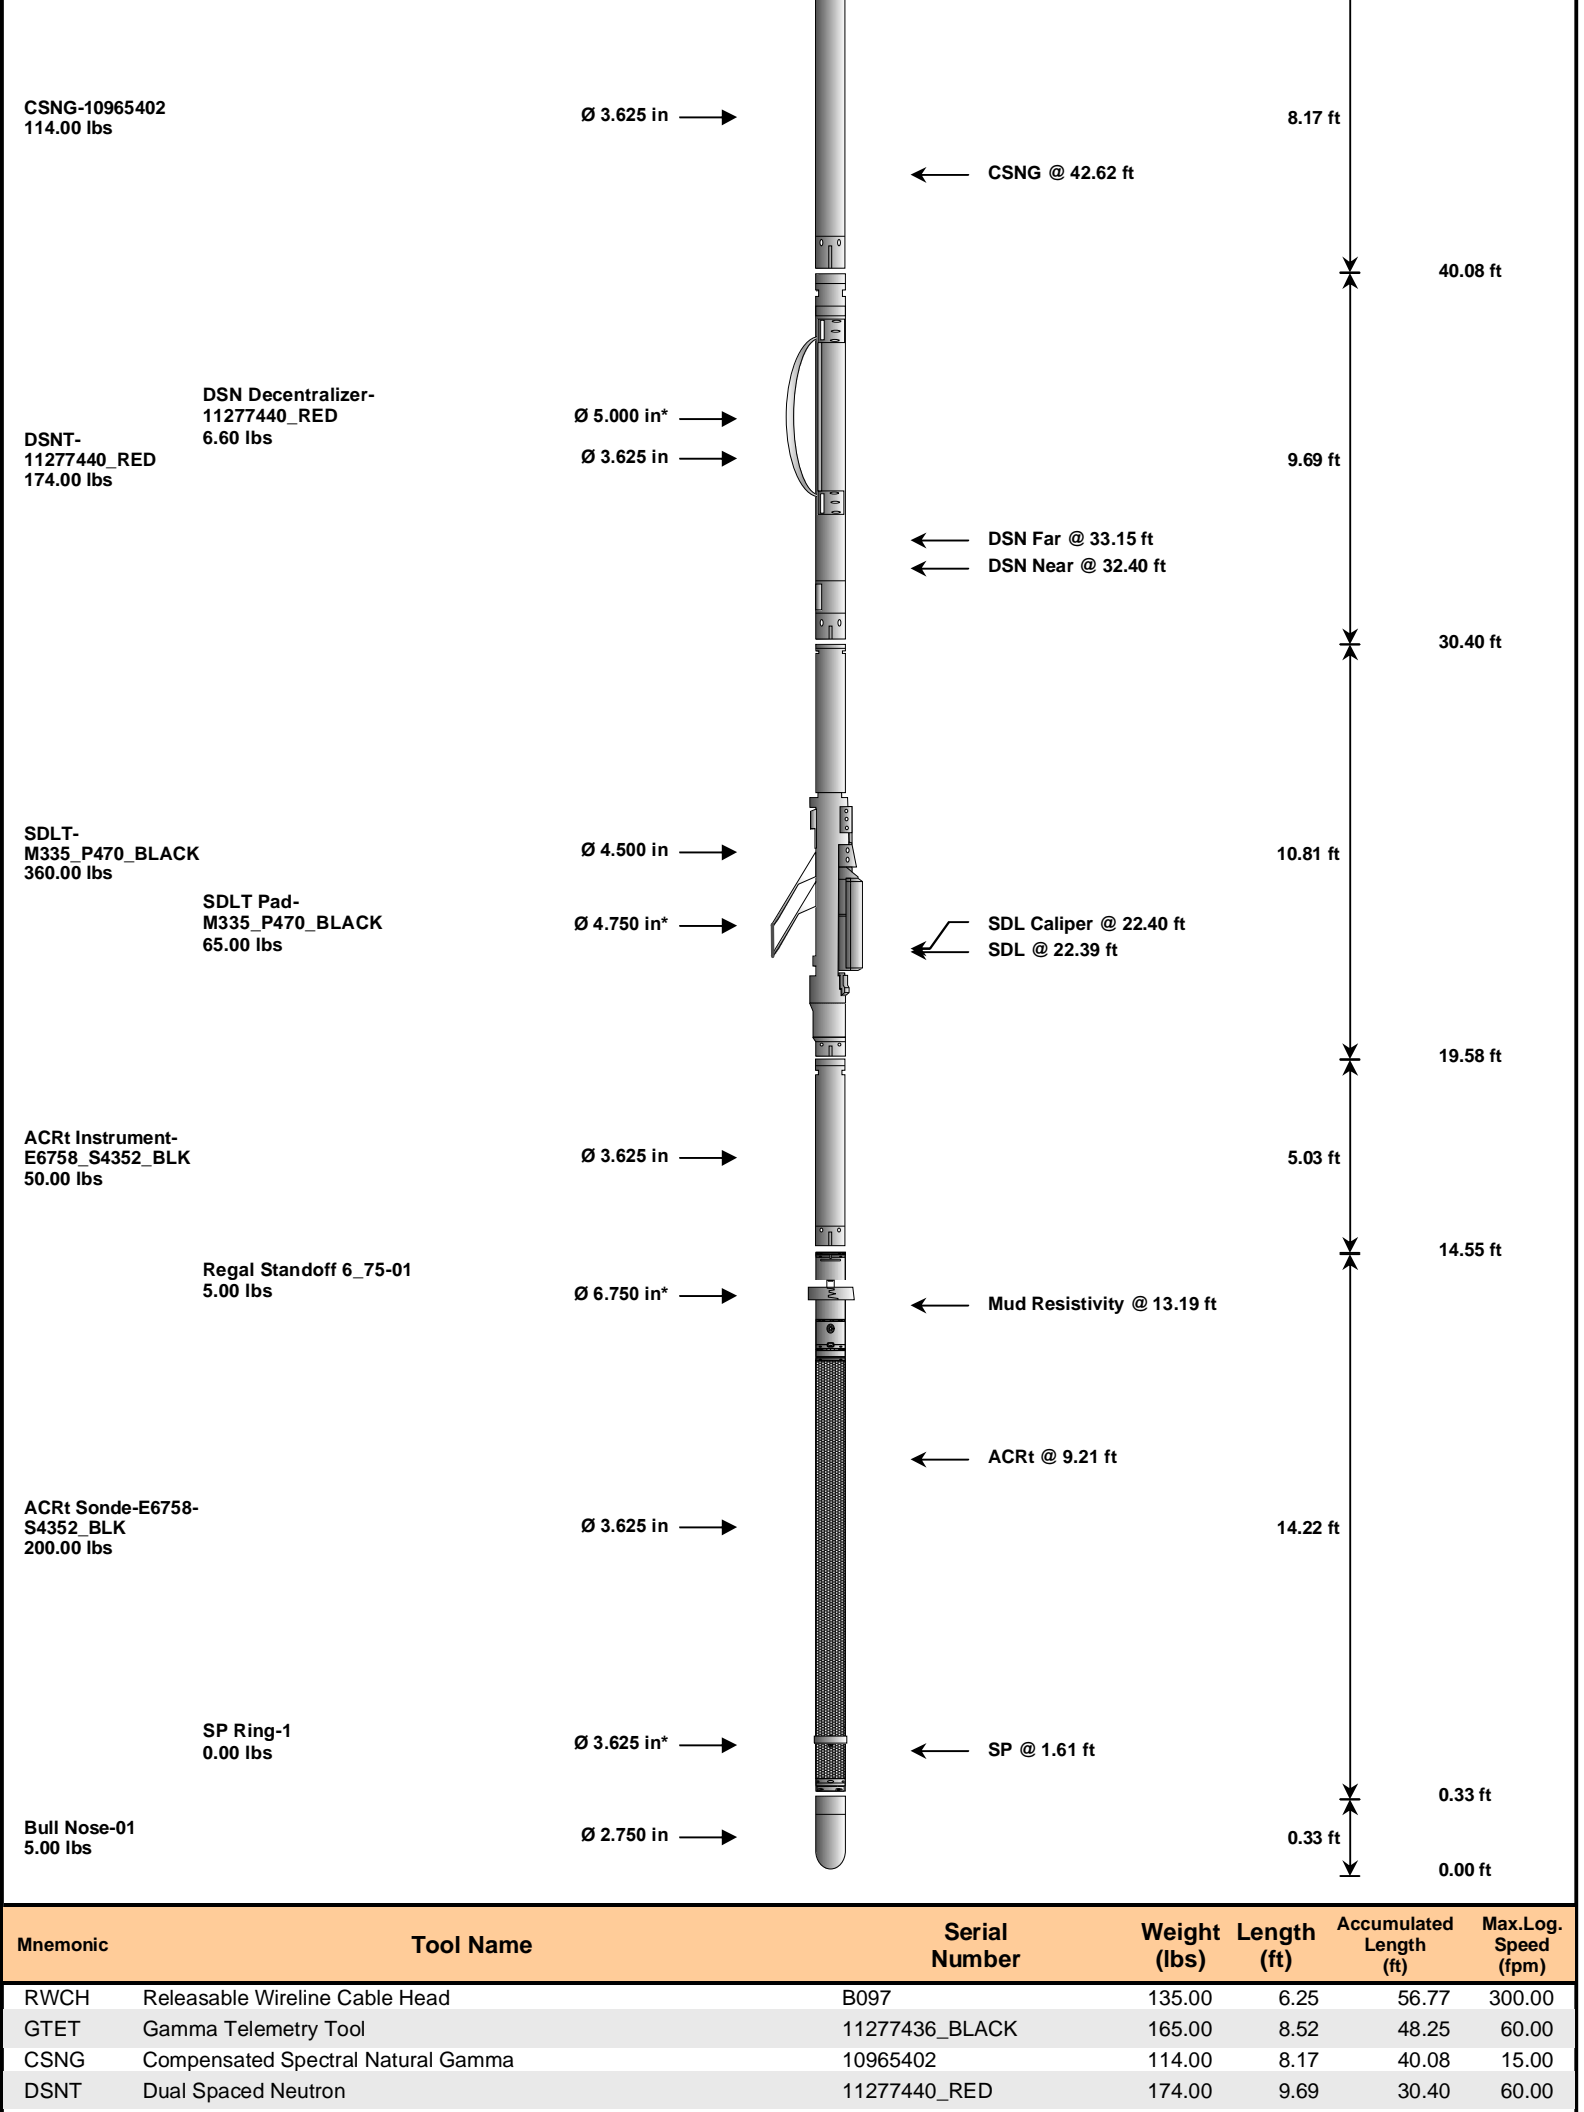 CSNG-10965402
114.00 lbs
Ø 3.625 in
8.17 ft
CSNG @ 42.62 ft
40.08 ft
DSN Decentralizer-
11277440_RED
6.60 lbs
Ø 5.000 in*
DSNT-
11277440_RED
174.00 lbs
Ø 3.625 in
9.69 ft
DSN Far @ 33.15 ft
DSN Near @ 32.40 ft
30.40 ft
SDLT-
M335_P470_BLACK
360.00 lbs
Ø 4.500 in
10.81 ft
SDLT Pad-
M335_P470_BLACK
65.00 lbs
Ø 4.750 in*
SDL Caliper @ 22.40 ft
SDL @ 22.39 ft
19.58 ft
ACRt Instrument-
E6758_S4352_BLK
50.00 lbs
Ø 3.625 in
5.03 ft
14.55 ft
Regal Standoff 6_75-01
5.00 lbs
Ø 6.750 in*
Mud Resistivity @ 13.19 ft
ACRt @ 9.21 ft
ACRt Sonde-E6758-
S4352_BLK
200.00 lbs
Ø 3.625 in
14.22 ft
SP Ring-1
0.00 lbs
Ø 3.625 in*
SP @ 1.61 ft
0.33 ft
Bull Nose-01
5.00 lbs
Ø 2.750 in
0.33 ft
0.00 ft
Mnemonic Tool Name Serial Number Weight (lbs) Length (ft) Accumulated Length (ft) Max.Log. Speed (fpm)
RWCH Releasable Wireline Cable Head B097 135.00 6.25 56.77 300.00
GTET Gamma Telemetry Tool 11277436_BLACK 165.00 8.52 48.25 60.00
CSNG Compensated Spectral Natural Gamma 10965402 114.00 8.17 40.08 15.00
DSNT Dual Spaced Neutron 11277440_RED 174.00 9.69 30.40 60.00